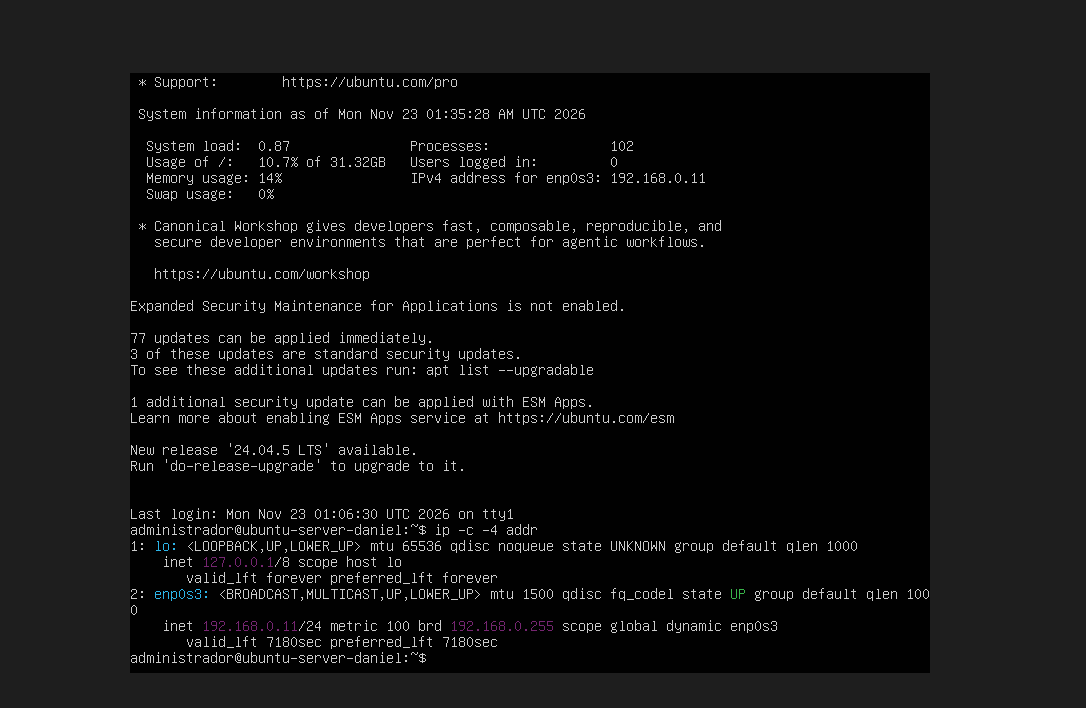 * Support:        https://ubuntu.com/pro

 System information as of Mon Nov 23 01:35:28 AM UTC 2026

  System load:  0.87               Processes:               102
  Usage of /:   10.7% of 31.32GB   Users logged in:         0
  Memory usage: 14%                IPv4 address for enp0s3: 192.168.0.11
  Swap usage:   0%

 * Canonical Workshop gives developers fast, composable, reproducible, and
   secure developer environments that are perfect for agentic workflows.

   https://ubuntu.com/workshop

Expanded Security Maintenance for Applications is not enabled.

77 updates can be applied immediately.
3 of these updates are standard security updates.
To see these additional updates run: apt list --upgradable

1 additional security update can be applied with ESM Apps.
Learn more about enabling ESM Apps service at https://ubuntu.com/esm

New release '24.04.5 LTS' available.
Run 'do-release-upgrade' to upgrade to it.


Last login: Mon Nov 23 01:06:30 UTC 2026 on tty1
administrador@ubuntu-server-daniel:~$ ip -c -4 addr
1: lo: <LOOPBACK,UP,LOWER_UP> mtu 65536 qdisc noqueue state UNKNOWN group default qlen 1000
    inet 127.0.0.1/8 scope host lo
       valid_lft forever preferred_lft forever
2: enp0s3: <BROADCAST,MULTICAST,UP,LOWER_UP> mtu 1500 qdisc fq_codel state UP group default qlen 100
0
    inet 192.168.0.11/24 metric 100 brd 192.168.0.255 scope global dynamic enp0s3
       valid_lft 7180sec preferred_lft 7180sec
administrador@ubuntu-server-daniel:~$